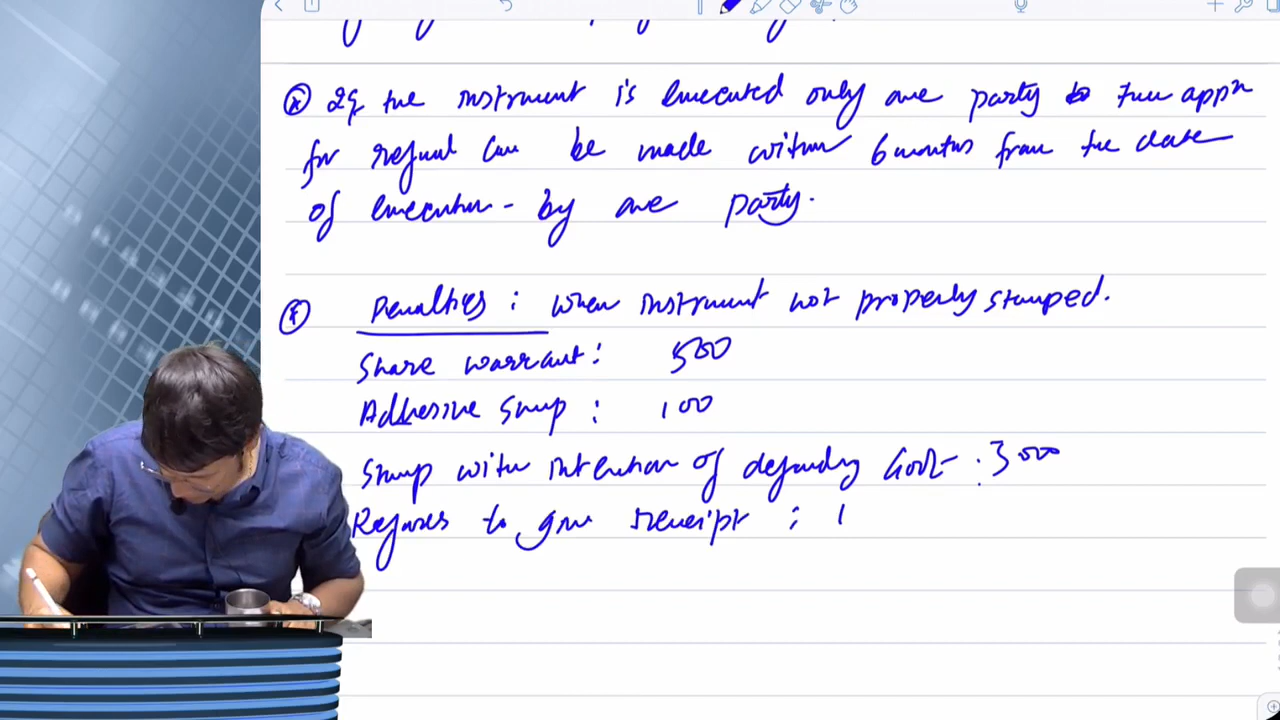 If the instrument is executed only one party to the appn
for refund can be made within 6 months from the date
of execution - by one party.
Penalties : when instrument not properly stamped.
Share warrant : 500
Adhesive stamp : 100
Stamp with intention of defrauding Govt : 3000
Refuses to give receipt : 1